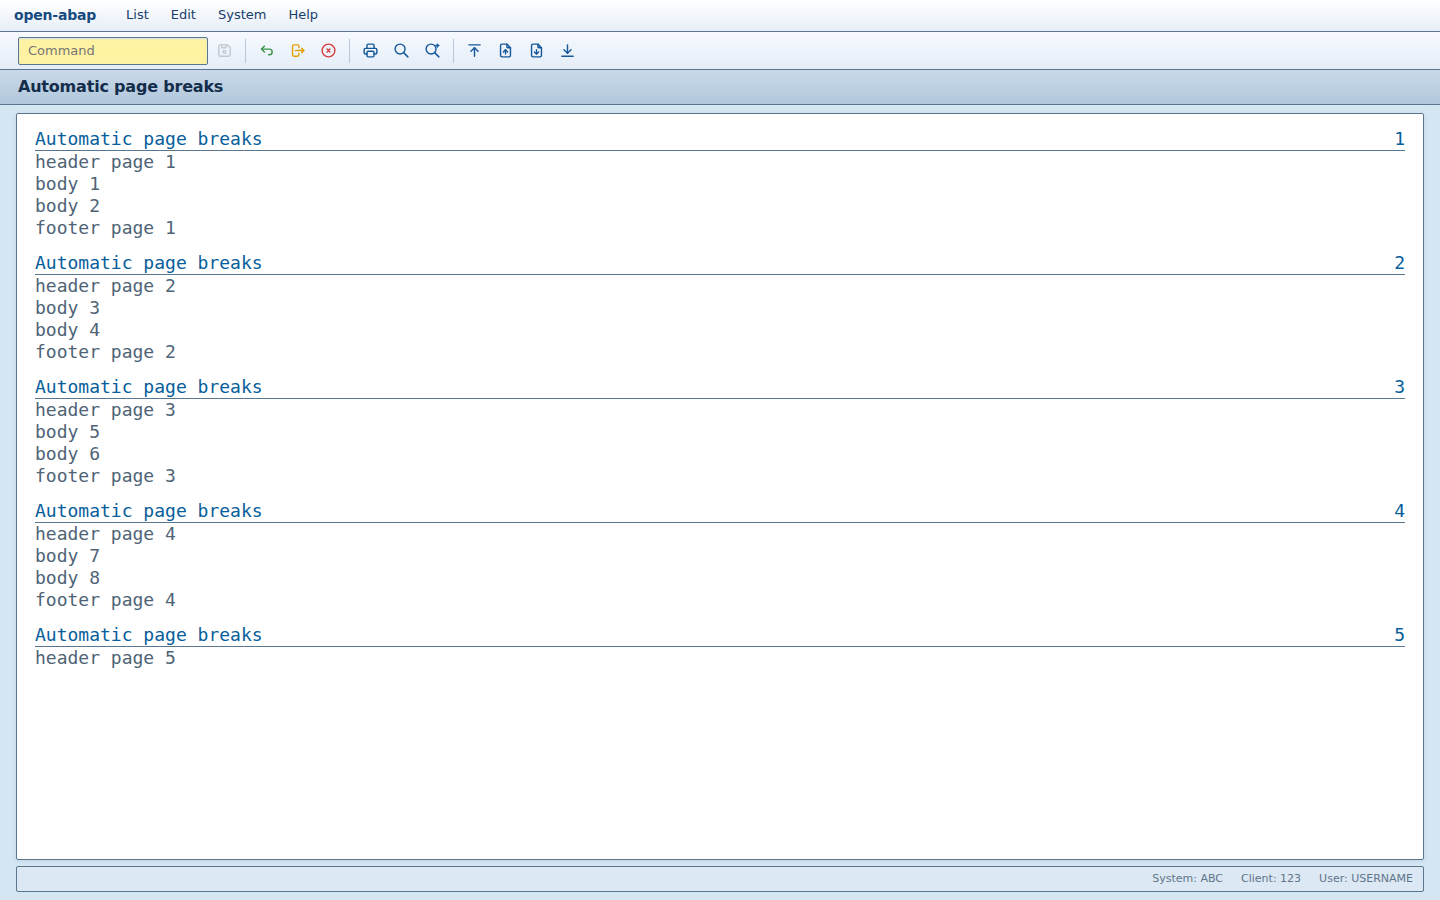 open-abap List Edit System Help
Command
Automatic page breaks
Automatic page breaks 1
header page 1
body 1
body 2
footer page 1
Automatic page breaks 2
header page 2
body 3
body 4
footer page 2
Automatic page breaks 3
header page 3
body 5
body 6
footer page 3
Automatic page breaks 4
header page 4
body 7
body 8
footer page 4
Automatic page breaks 5
header page 5
System: ABC Client: 123 User: USERNAME